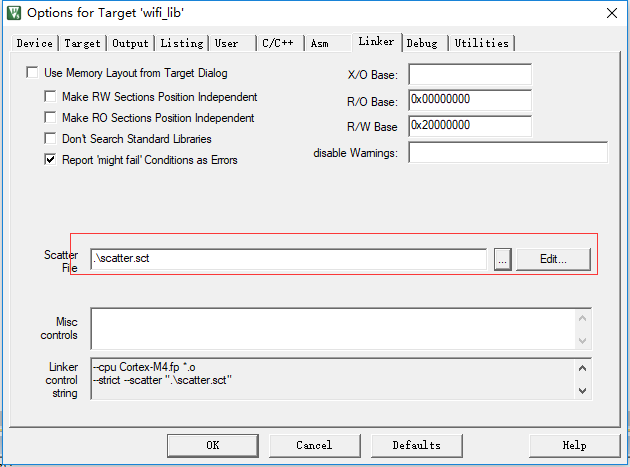 Options for Target 'wifi_lib'
Device Target Output Listing User C/C++ Asm Linker Debug Utilities
Use Memory Layout from Target Dialog
Make RW Sections Position Independent
Make RO Sections Position Independent
Don't Search Standard Libraries
Report 'might fail' Conditions as Errors
X/O Base:
R/O Base: 0x00000000
R/W Base 0x20000000
disable Warnings:
Scatter
File
.\scatter.sct
...
Edit...
Misc
controls
Linker
control
string
--cpu Cortex-M4.fp *.o
--strict --scatter ".\scatter.sct"
OK Cancel Defaults Help